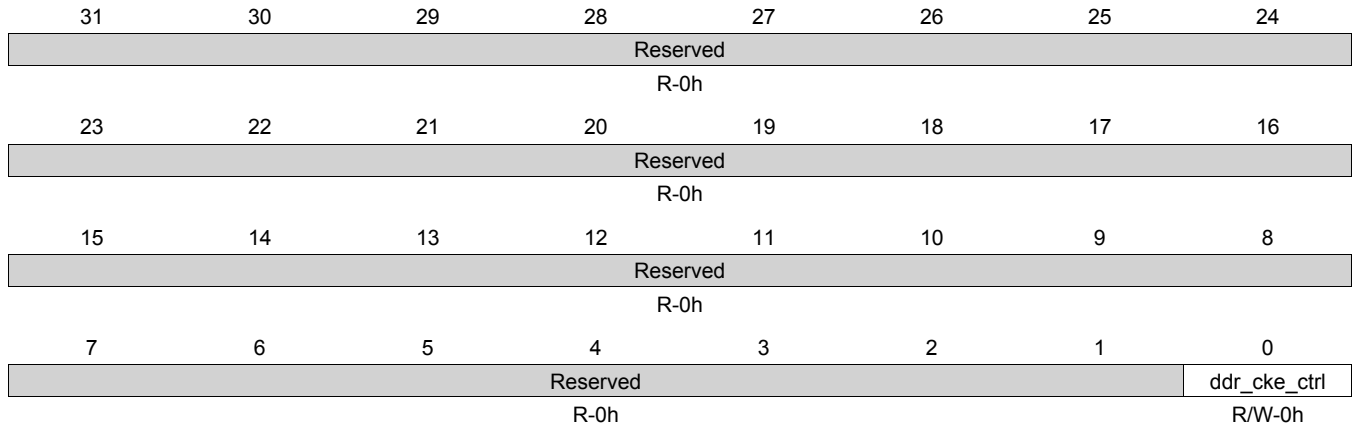 31 30 29 28 27 26 25 24
Reserved
R-0h
23 22 21 20 19 18 17 16
Reserved
R-0h
15 14 13 12 11 10 9 8
Reserved
R-0h
7 6 5 4 3 2 1 0
Reserved ddr_cke_ctrl
R-0h R/W-0h